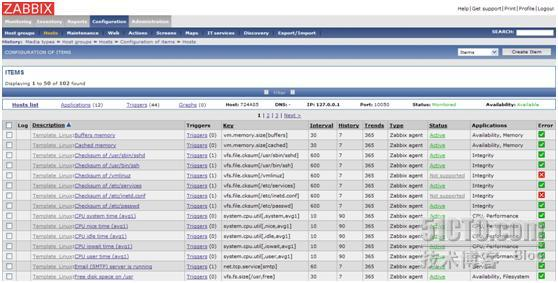 ZABBIX
Help | Get support | Print | Profile | Logout
Monitoring Inventory Reports Configuration Administration
Host groups Hosts Maintenance Web Actions Screens Maps IT services Discovery Export/Import
History: Media types » Host groups » Hosts » Configuration of items » Hosts
CONFIGURATION OF ITEMS Items Create Item
ITEMS
Displaying 1 to 50 of 102 found
Filter
Hosts list Applications (12) Triggers (44) Graphs (0) DNS: - IP: 127.0.0.1 Port: 10050 Status: Monitored Availability: Available
1 | 2 | 3 | Next >
Log Description Triggers Key Interval History Trends Type Status Applications Error
Template_Linux:Buffers memory Triggers (0) vm.memory.size[buffers] 10 7 365 Zabbix agent Active Availability, Memory
Template_Linux:Cached memory Triggers (0) vm.memory.size[cached] 30 7 365 Zabbix agent Active Availability, Memory
Template_Linux:Checksum of /usr/sbin/sshd Triggers (1) vfs.file.cksum[/usr/sbin/sshd] 600 7 365 Zabbix agent Active Integrity
Template_Linux:Checksum of /usr/bin/ssh Triggers (1) vfs.file.cksum[/usr/bin/ssh] 600 7 365 Zabbix agent Active Integrity
Template_Linux:Checksum of /vmlinuz Triggers (1) vfs.file.cksum[/vmlinuz] 600 7 365 Zabbix agent Not supported Integrity
Template_Linux:Checksum of /etc/services Triggers (1) vfs.file.cksum[/etc/services] 600 7 365 Zabbix agent Active Integrity
Template_Linux:Checksum of /etc/inetd.conf Triggers (1) vfs.file.cksum[/etc/inetd.conf] 600 7 365 Zabbix agent Not supported Integrity
Template_Linux:Checksum of /etc/passwd Triggers (1) vfs.file.cksum[/etc/passwd] 600 7 365 Zabbix agent Active Integrity
Template_Linux:CPU system time (avg1) Triggers (0) system.cpu.util[,system,avg1] 10 90 365 Zabbix agent Active CPU, Performance
Template_Linux:CPU nice time (avg1) Triggers (0) system.cpu.util[,nice,avg1] 30 90 365 Zabbix agent Active CPU, Performance
Template_Linux:CPU idle time (avg1) Triggers (0) system.cpu.util[,idle,avg1] 10 90 365 Zabbix agent Active
Template_Linux:CPU iowait time (avg1) Triggers (0) system.cpu.util[,iowait,avg1] 10 90 365 Zabbix agent
Template_Linux:CPU user time (avg1) Triggers (0) system.cpu.util[,user,avg1] 10 90 365 Zabbix agent
Template_Linux:Email (SMTP) server is running Triggers (1) net.tcp.service[smtp] 60 7 365 Zabbix agent
Template_Linux:Free disk space on /usr Triggers vfs.fs.size[/usr,free] 30 7 365 Zabbix agent Active Availability, Filesystem
51CTO.com
技术博客 Blog